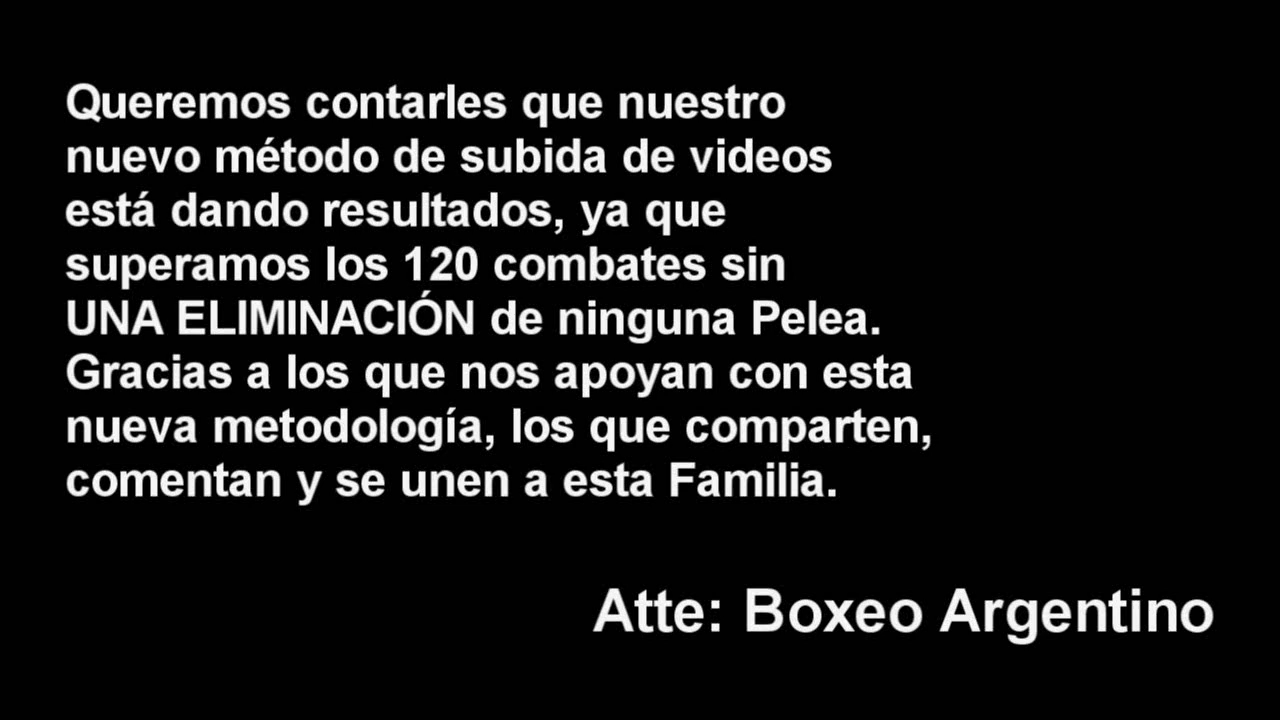 Queremos contarles que nuestro
nuevo método de subida de videos
está dando resultados, ya que
superamos los 120 combates sin
UNA ELIMINACIÓN de ninguna Pelea.
Gracias a los que nos apoyan con esta
nueva metodología, los que comparten,
comentan y se unen a esta Familia.
Atte: Boxeo Argentino